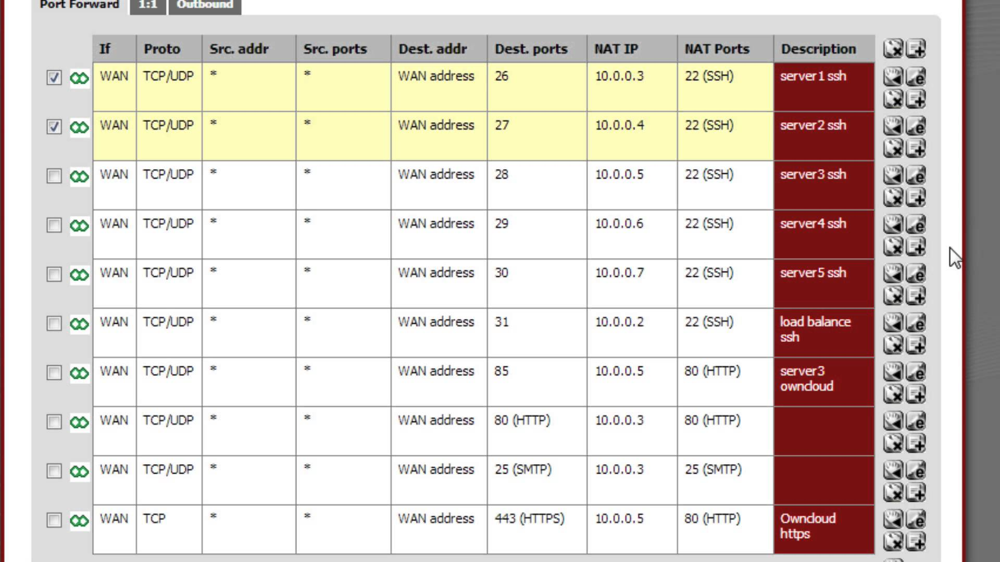 Port Forward 1:1 Outbound
If Proto Src. addr Src. ports Dest. addr Dest. ports NAT IP NAT Ports Description
WAN TCP/UDP * * WAN address 26 10.0.0.3 22 (SSH) server1 ssh
WAN TCP/UDP * * WAN address 27 10.0.0.4 22 (SSH) server2 ssh
WAN TCP/UDP * * WAN address 28 10.0.0.5 22 (SSH) server3 ssh
WAN TCP/UDP * * WAN address 29 10.0.0.6 22 (SSH) server4 ssh
WAN TCP/UDP * * WAN address 30 10.0.0.7 22 (SSH) server5 ssh
WAN TCP/UDP * * WAN address 31 10.0.0.2 22 (SSH) load balance
ssh
WAN TCP/UDP * * WAN address 85 10.0.0.5 80 (HTTP) server3
owncloud
WAN TCP/UDP * * WAN address 80 (HTTP) 10.0.0.3 80 (HTTP)
WAN TCP/UDP * * WAN address 25 (SMTP) 10.0.0.3 25 (SMTP)
WAN TCP * * WAN address 443 (HTTPS) 10.0.0.5 80 (HTTP) Owncloud
https